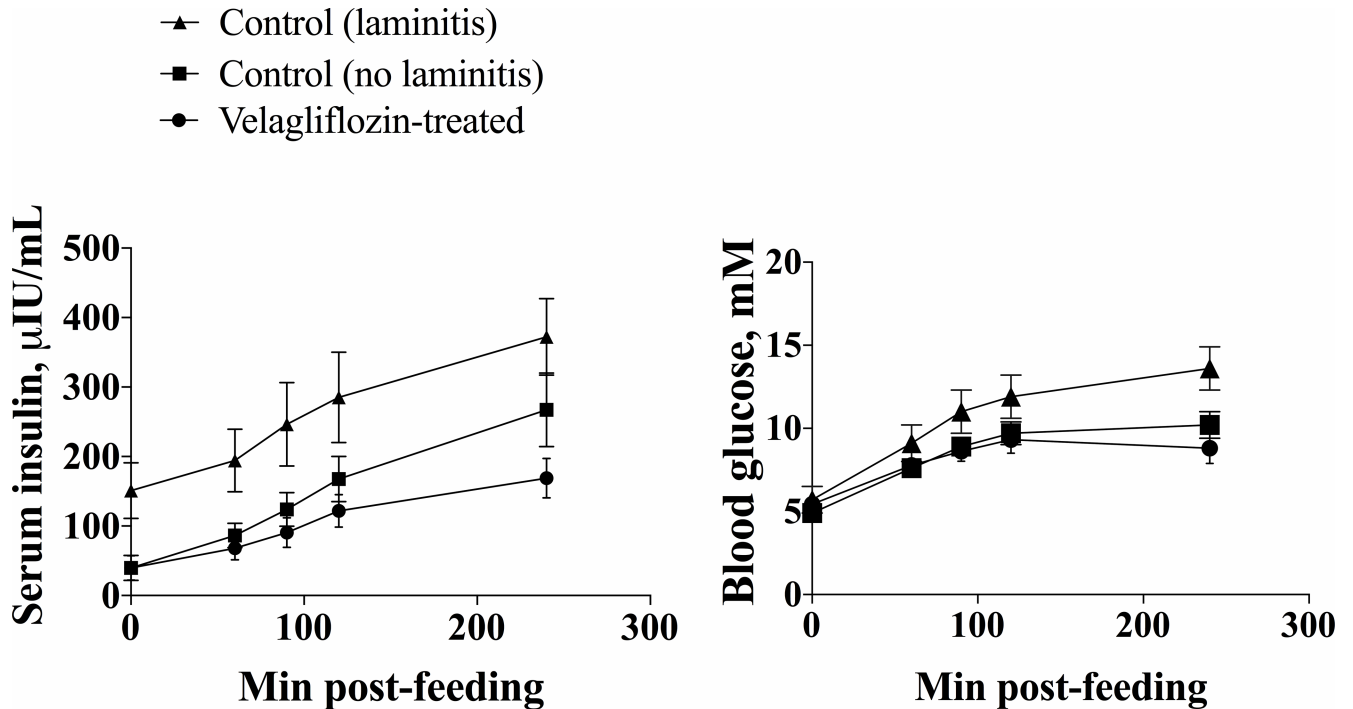 Control (laminitis)
Control (no laminitis)
Velagliflozin-treated
Serum insulin, µIU/mL
500
400
300
200
100
0
0 100 200 300
Min post-feeding
Blood glucose, mM
20
15
10
5
0
0 100 200 300
Min post-feeding